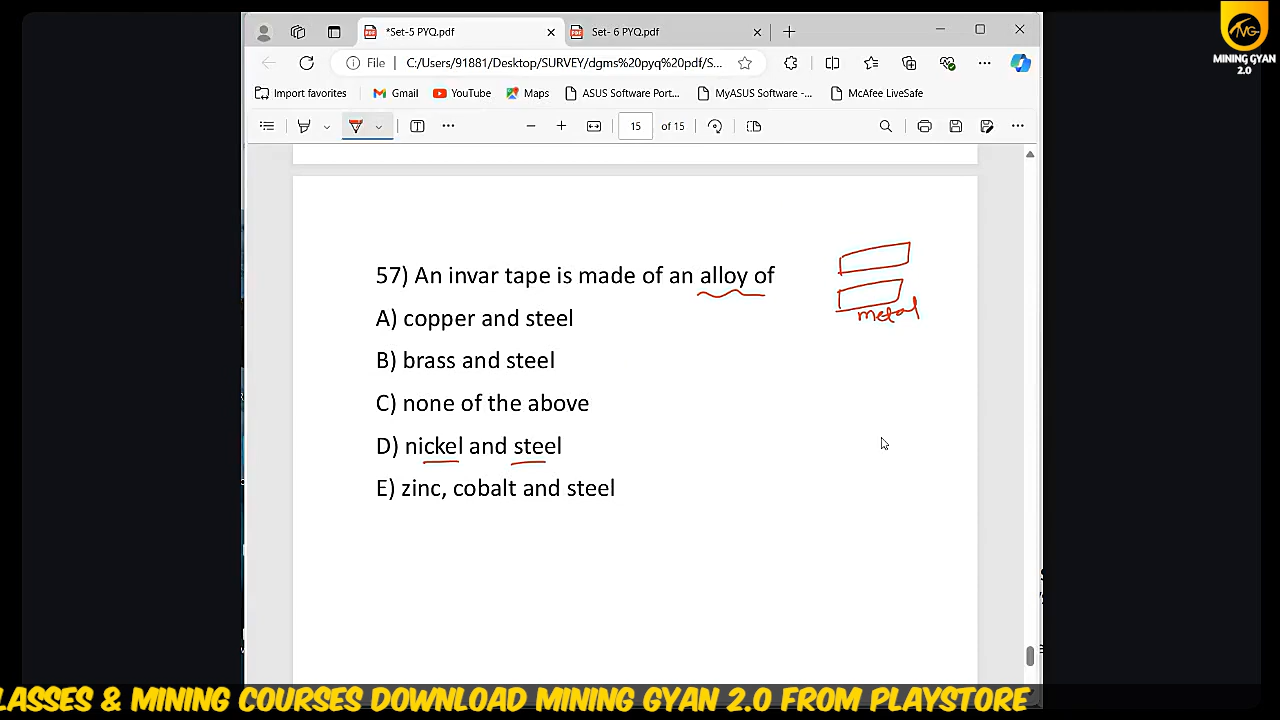 *Set-5 PYQ.pdf
Set- 6 PYQ.pdf
MINING GYAN
2.0
File
C:/Users/91881/Desktop/SURVEY/dgms%20pyq%20pdf/S...
Import favorites
Gmail
YouTube
Maps
ASUS Software Port...
MyASUS Software -...
McAfee LiveSafe
15 of 15
57) An invar tape is made of an alloy of
A) copper and steel
B) brass and steel
C) none of the above
D) nickel and steel
E) zinc, cobalt and steel
metal
LASSES & MINING COURSES DOWNLOAD MINING GYAN 2.0 FROM PLAYSTORE